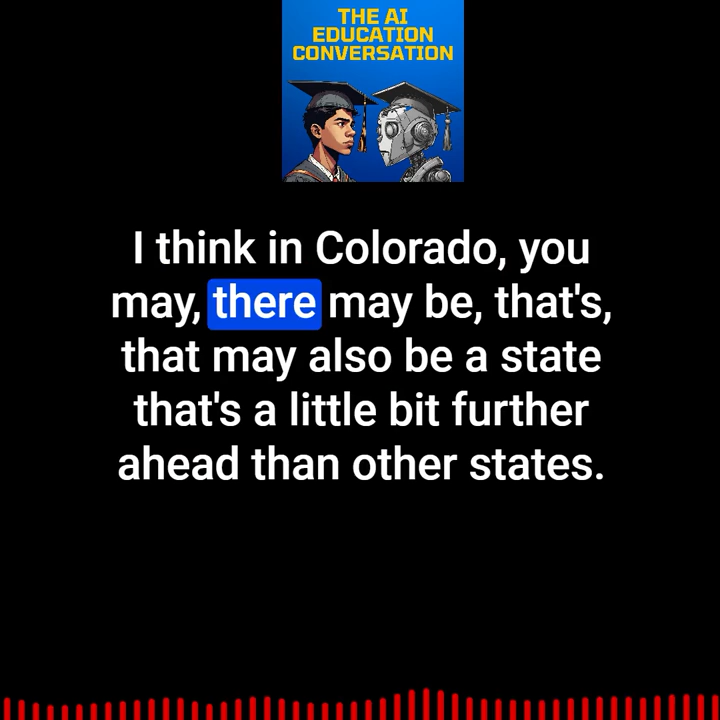 THE AI
EDUCATION
CONVERSATION
I think in Colorado, you
may, there may be, that's,
that may also be a state
that's a little bit further
ahead than other states.